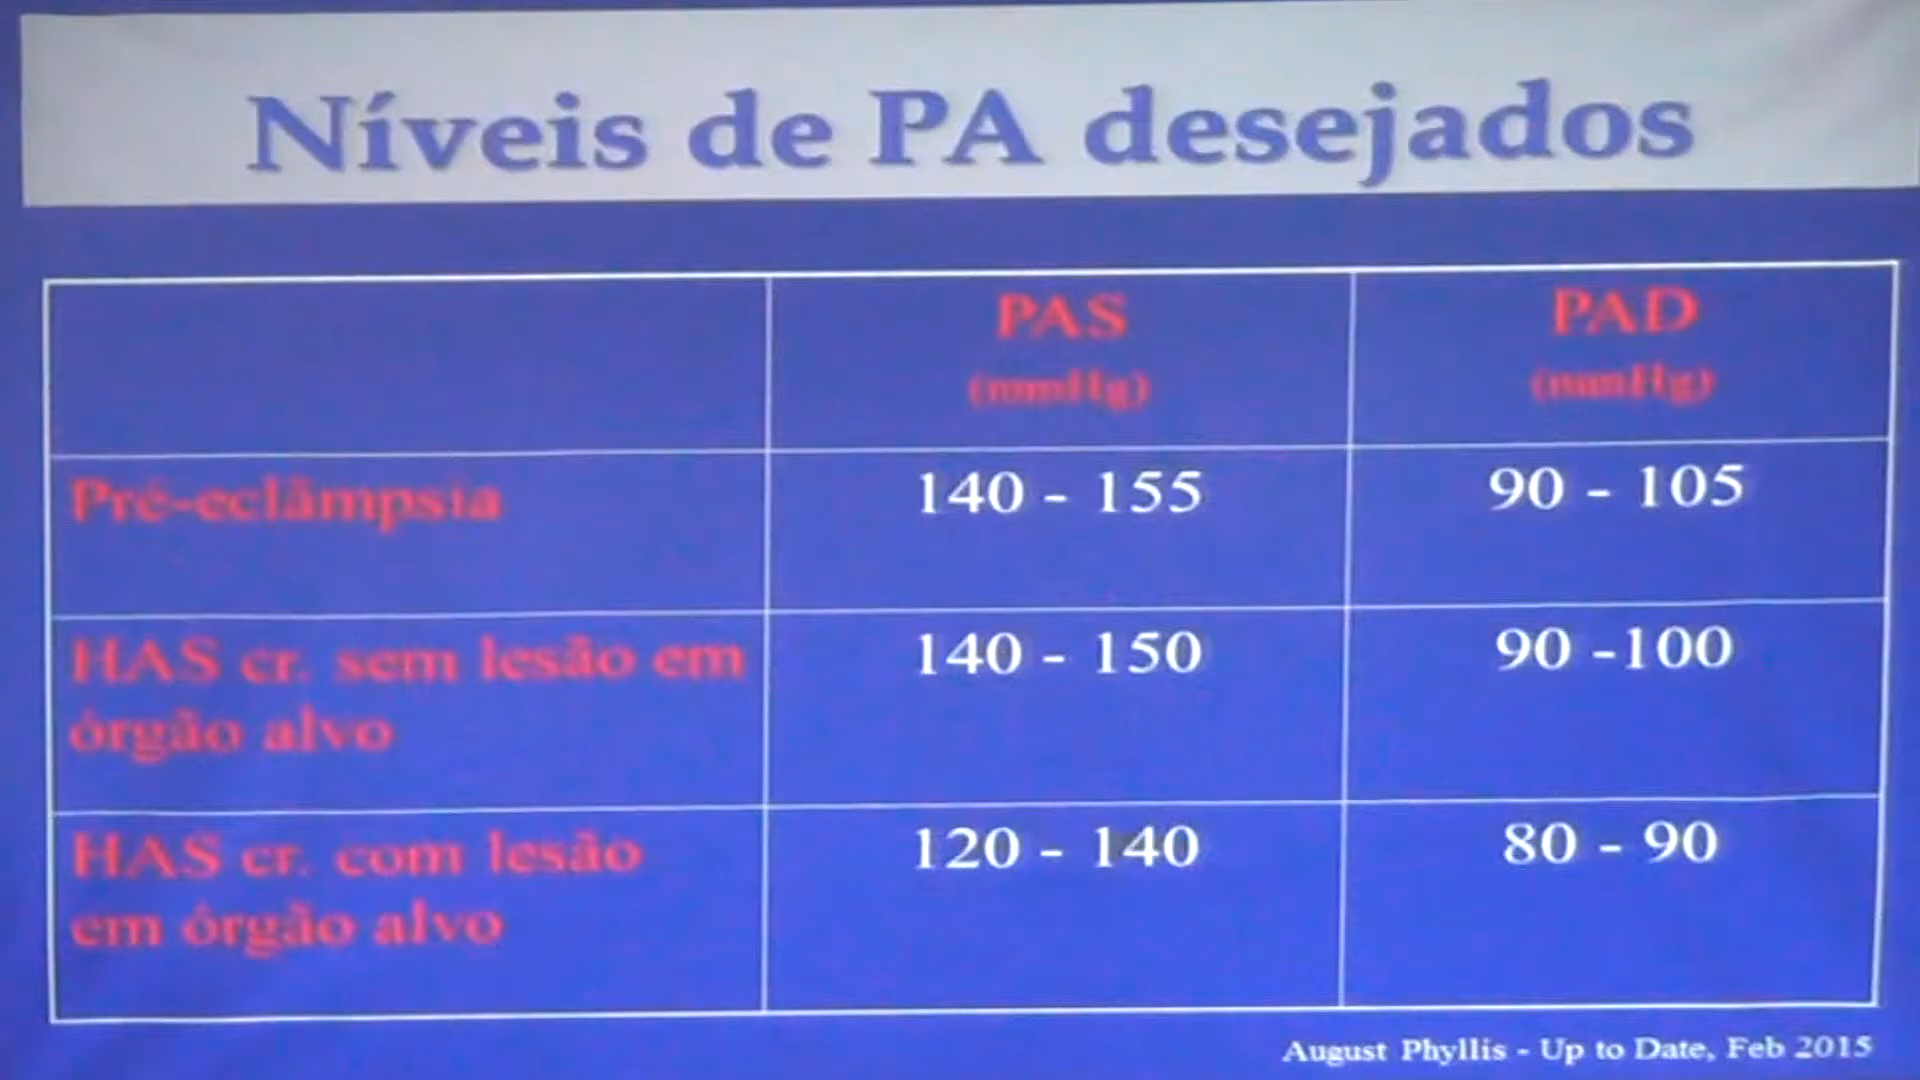 Níveis de PA desejados
PAS
(mmHg)
PAD
(mmHg)
Pré-eclâmpsia
140 - 155
90 - 105
HAS cr. sem lesão em
órgão alvo
140 - 150
90 -100
HAS cr. com lesão
em órgão alvo
120 - 140
80 - 90
August Phyllis - Up to Date, Feb 2015